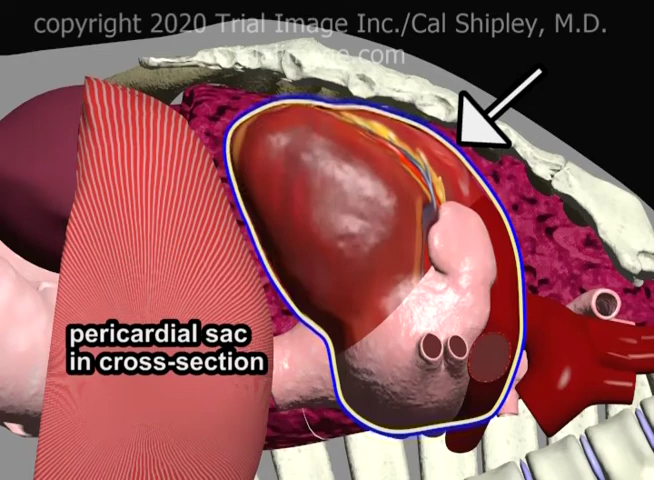 copyright 2020 Trial Image Inc./Cal Shipley, M.D.
pericardial sac
in cross-section